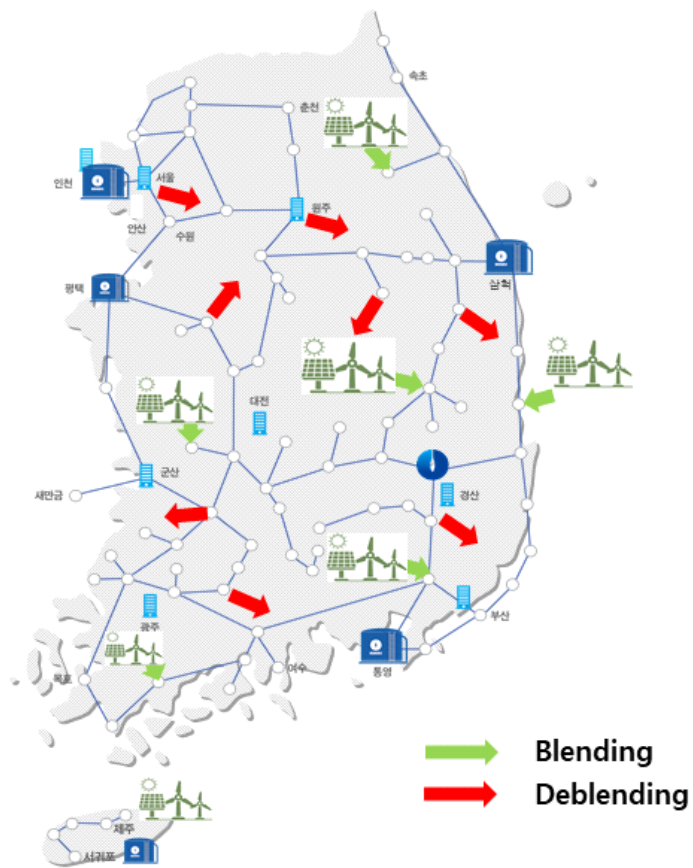 속초
춘천
인천
서울
원주
안산
수원
평택
삼척
대전
군산
새만금
경산
광주
부산
목포
여수
통영
Blending
Deblending
제주
서귀포